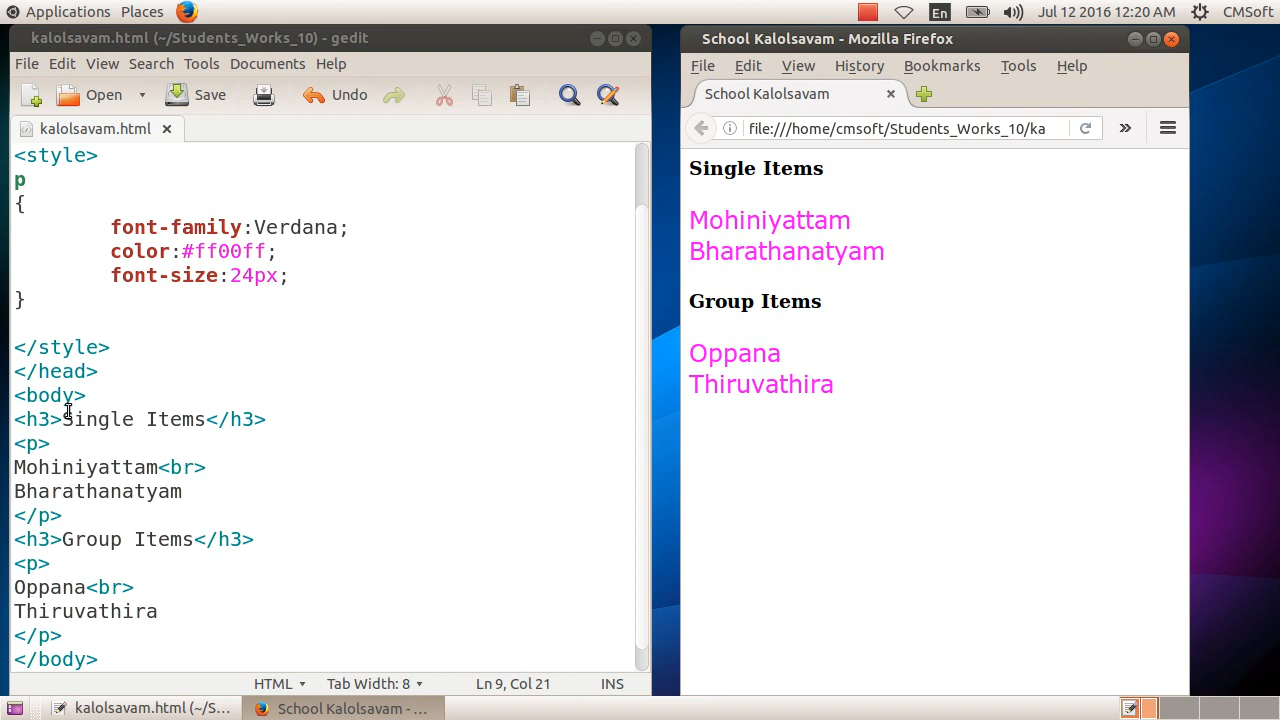 Applications Places En Jul 12 2016 12:20 AM CMSoft
kalolsavam.html (~/Students_Works_10) - gedit
File Edit View Search Tools Documents Help
Open Save Undo
kalolsavam.html
<style>
p
{
font-family:Verdana;
color:#ff00ff;
font-size:24px;
}
</style>
</head>
<body>
<h3>Single Items</h3>
<p>
Mohiniyattam<br>
Bharathanatyam
</p>
<h3>Group Items</h3>
<p>
Oppana<br>
Thiruvathira
</p>
</body>
HTML Tab Width: 8 Ln 9, Col 21 INS
School Kalolsavam - Mozilla Firefox
File Edit View History Bookmarks Tools Help
School Kalolsavam
file:///home/cmsoft/Students_Works_10/ka
Single Items
Mohiniyattam
Bharathanatyam
Group Items
Oppana
Thiruvathira
kalolsavam.html (~/S... School Kalolsavam - ...